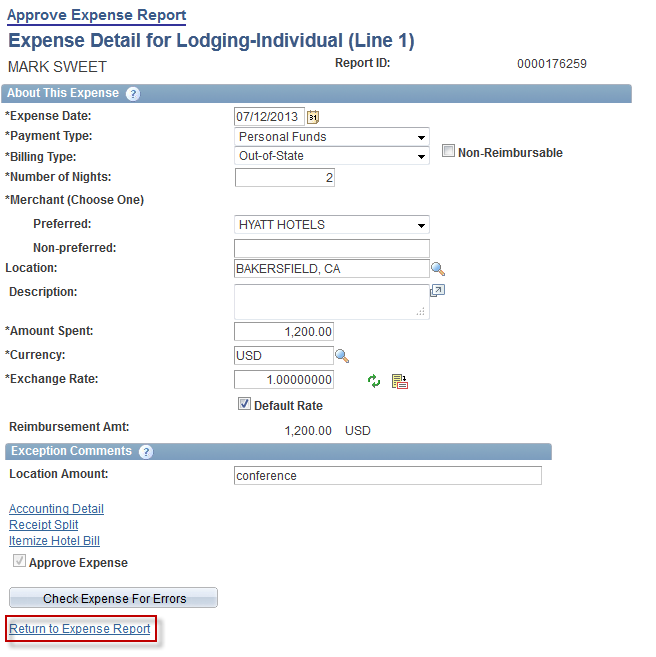 Approve Expense Report
Expense Detail for Lodging-Individual (Line 1)
MARK SWEET Report ID: 0000176259
About This Expense ?
*Expense Date: 07/12/2013 31
*Payment Type: Personal Funds
*Billing Type: Out-of-State Non-Reimbursable
*Number of Nights: 2
*Merchant (Choose One)
Preferred: HYATT HOTELS
Non-preferred:
Location: BAKERSFIELD, CA
Description:
*Amount Spent: 1,200.00
*Currency: USD
*Exchange Rate: 1.00000000
Default Rate
Reimbursement Amt: 1,200.00 USD
Exception Comments ?
Location Amount: conference
Accounting Detail
Receipt Split
Itemize Hotel Bill
Approve Expense
Check Expense For Errors
Return to Expense Report